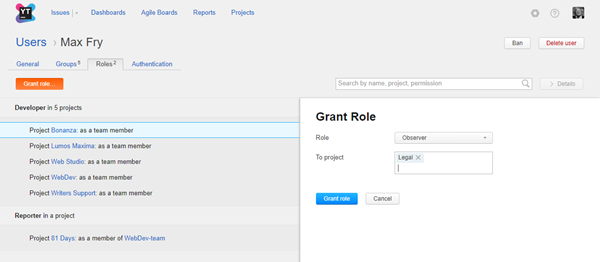 YT
Issues | Dashboards Agile Boards Reports Projects
Users › Max Fry
Ban Delete user
General Groups 8 Roles 2 Authentication
Grant role... Search by name, project, permission > Details
Developer in 5 projects
Project Bonanza: as a team member
Project Lumos Maxima: as a team member
Project Web Studio: as a team member
Project WebDev: as a team member
Project Writers Support: as a team member
Reporter in a project
Project 81 Days: as a member of WebDev-team
Grant Role
Role Observer
To project Legal ×
Grant role Cancel